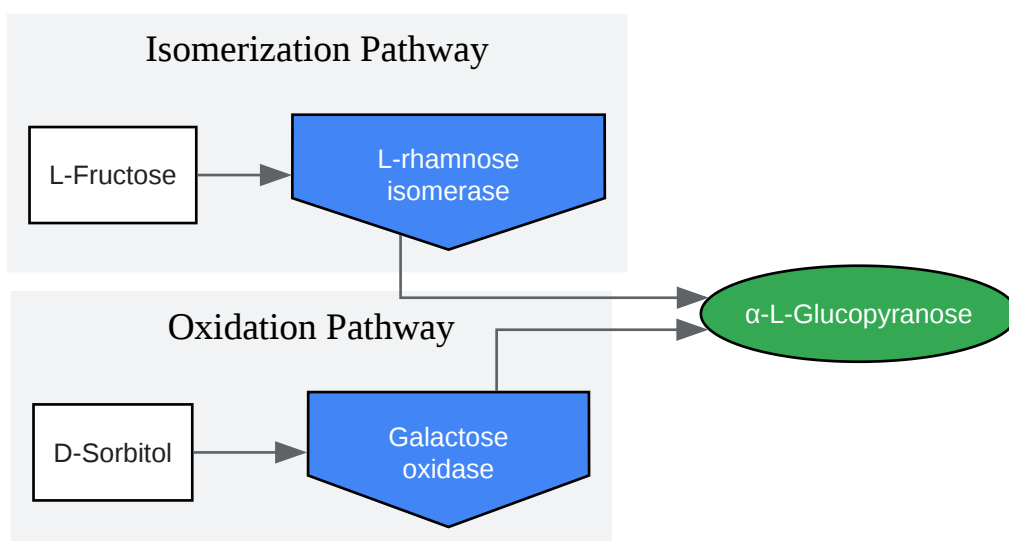 Isomerization Pathway
L-Fructose
L-rhamnose
isomerase
α-L-Glucopyranose
Oxidation Pathway
D-Sorbitol
Galactose
oxidase